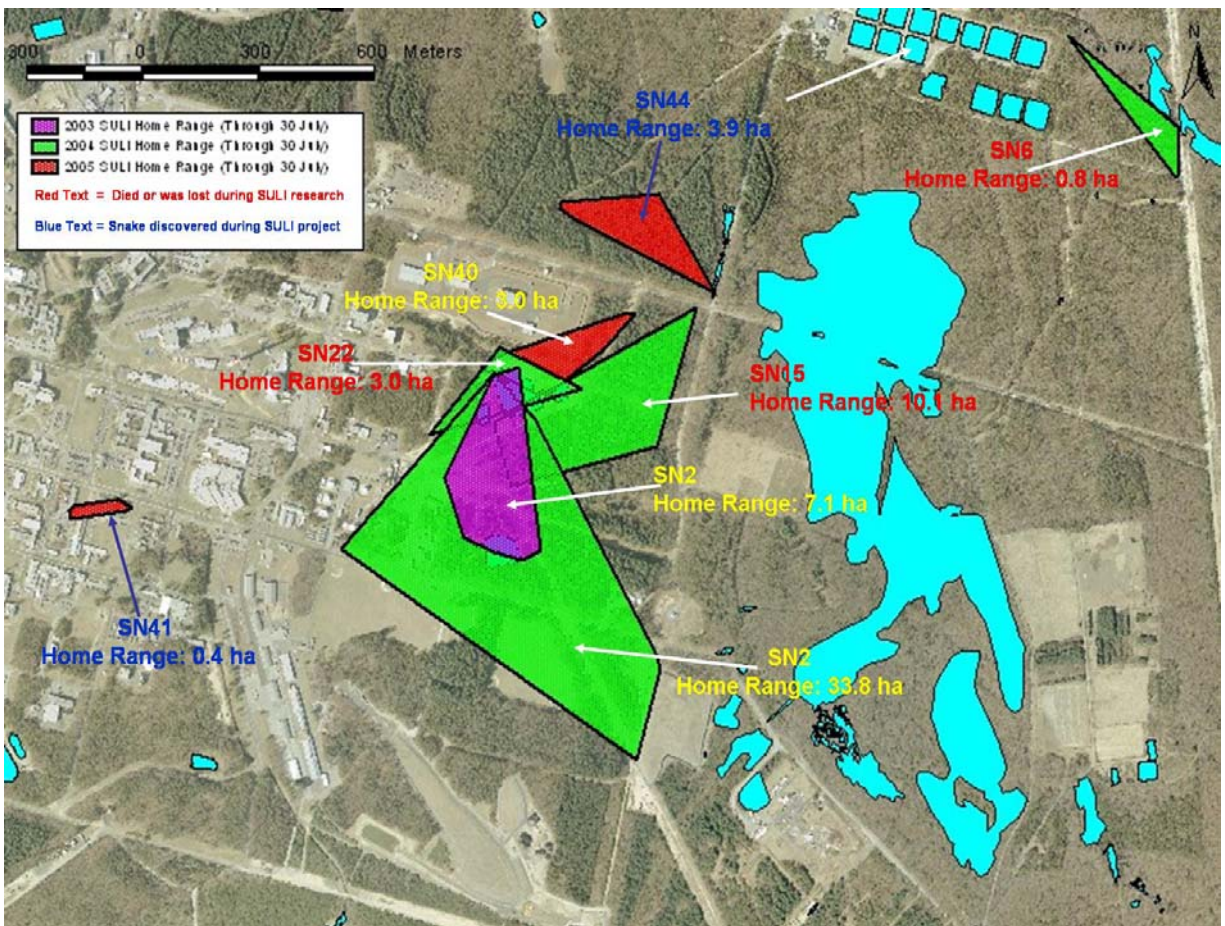 300 0 300 600 Meters
N
2003 SULI Home Range (Through 30 July)
2004 SULI Home Range (Through 30 July)
2005 SULI Home Range (Through 30 July)
Red Text = Died or was lost during SULI research
Blue Text = Snake discovered during SULI project
SN44
Home Range: 3.9 ha
SN6
Home Range: 0.8 ha
SN40
Home Range: 3.0 ha
SN22
Home Range: 3.0 ha
SN15
Home Range: 10.1 ha
SN2
Home Range: 7.1 ha
SN41
Home Range: 0.4 ha
SN2
Home Range: 33.8 ha